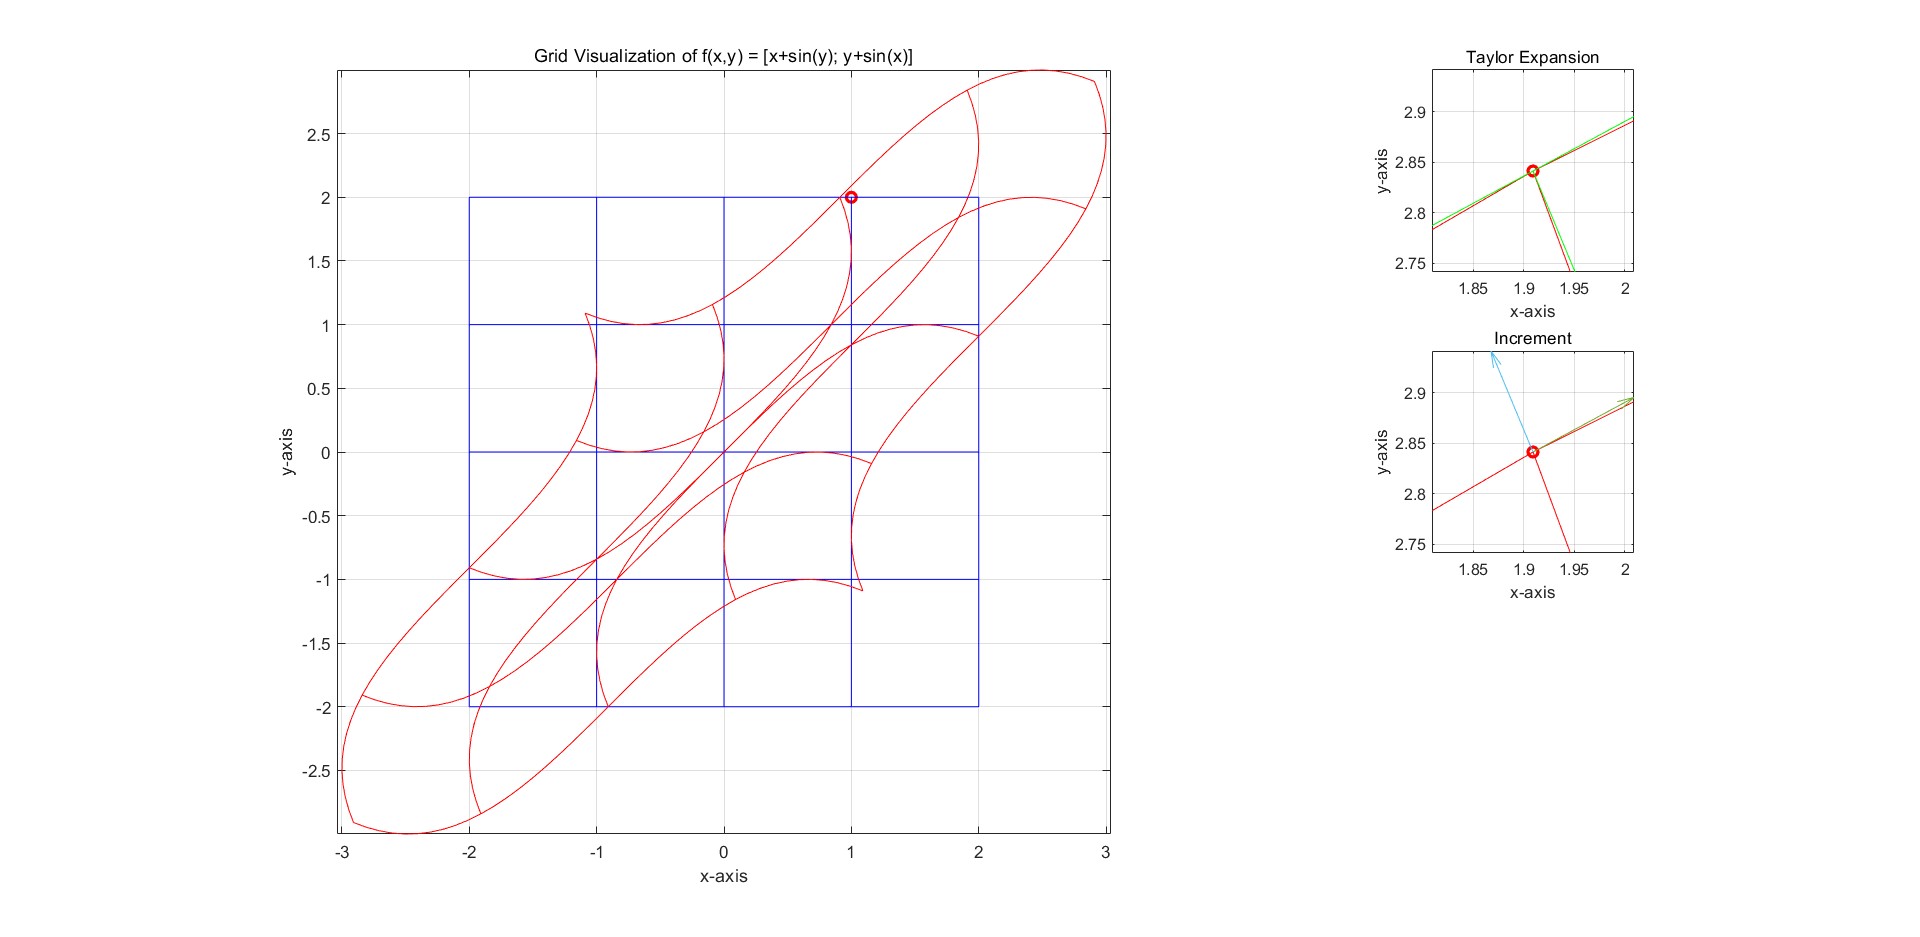 Grid Visualization of f(x,y) = [x+sin(y); y+sin(x)]
2.5
2
1.5
1
0.5
0
-0.5
-1
-1.5
-2
-2.5
y-axis
-3 -2 -1 0 1 2 3
x-axis
Taylor Expansion
2.9
2.85
2.8
2.75
y-axis
1.85 1.9 1.95 2
x-axis
Increment
2.9
2.85
2.8
2.75
y-axis
1.85 1.9 1.95 2
x-axis